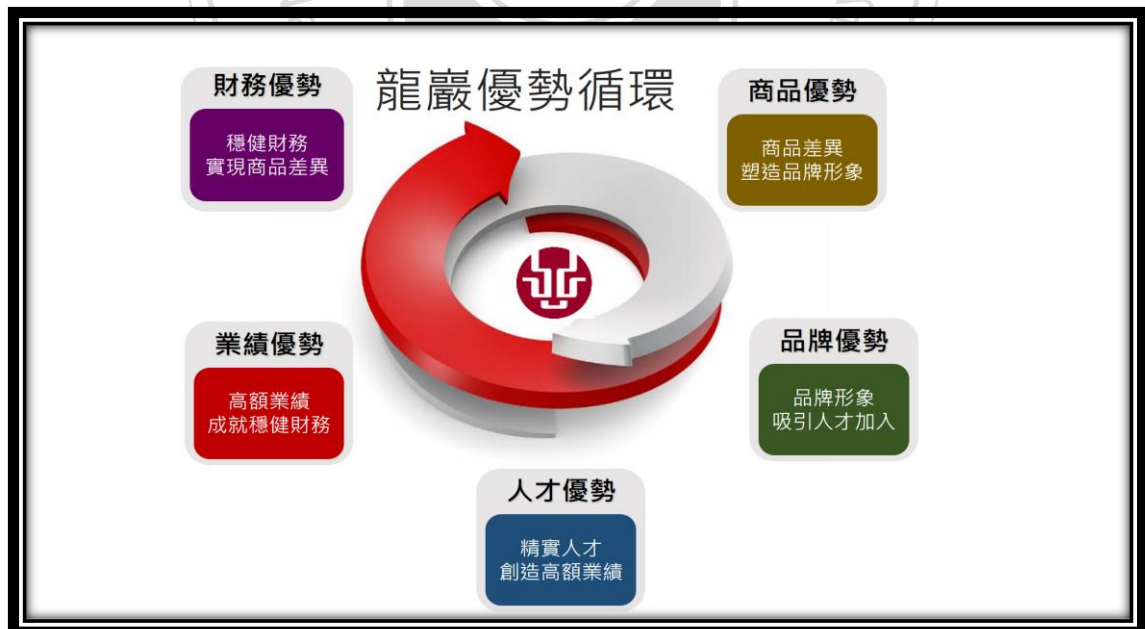 龍巖優勢循環
財務優勢
穩健財務
實現商品差異
商品優勢
商品差異
塑造品牌形象
業績優勢
高額業績
成就穩健財務
品牌優勢
品牌形象
吸引人才加入
人才優勢
精實人才
創造高額業績